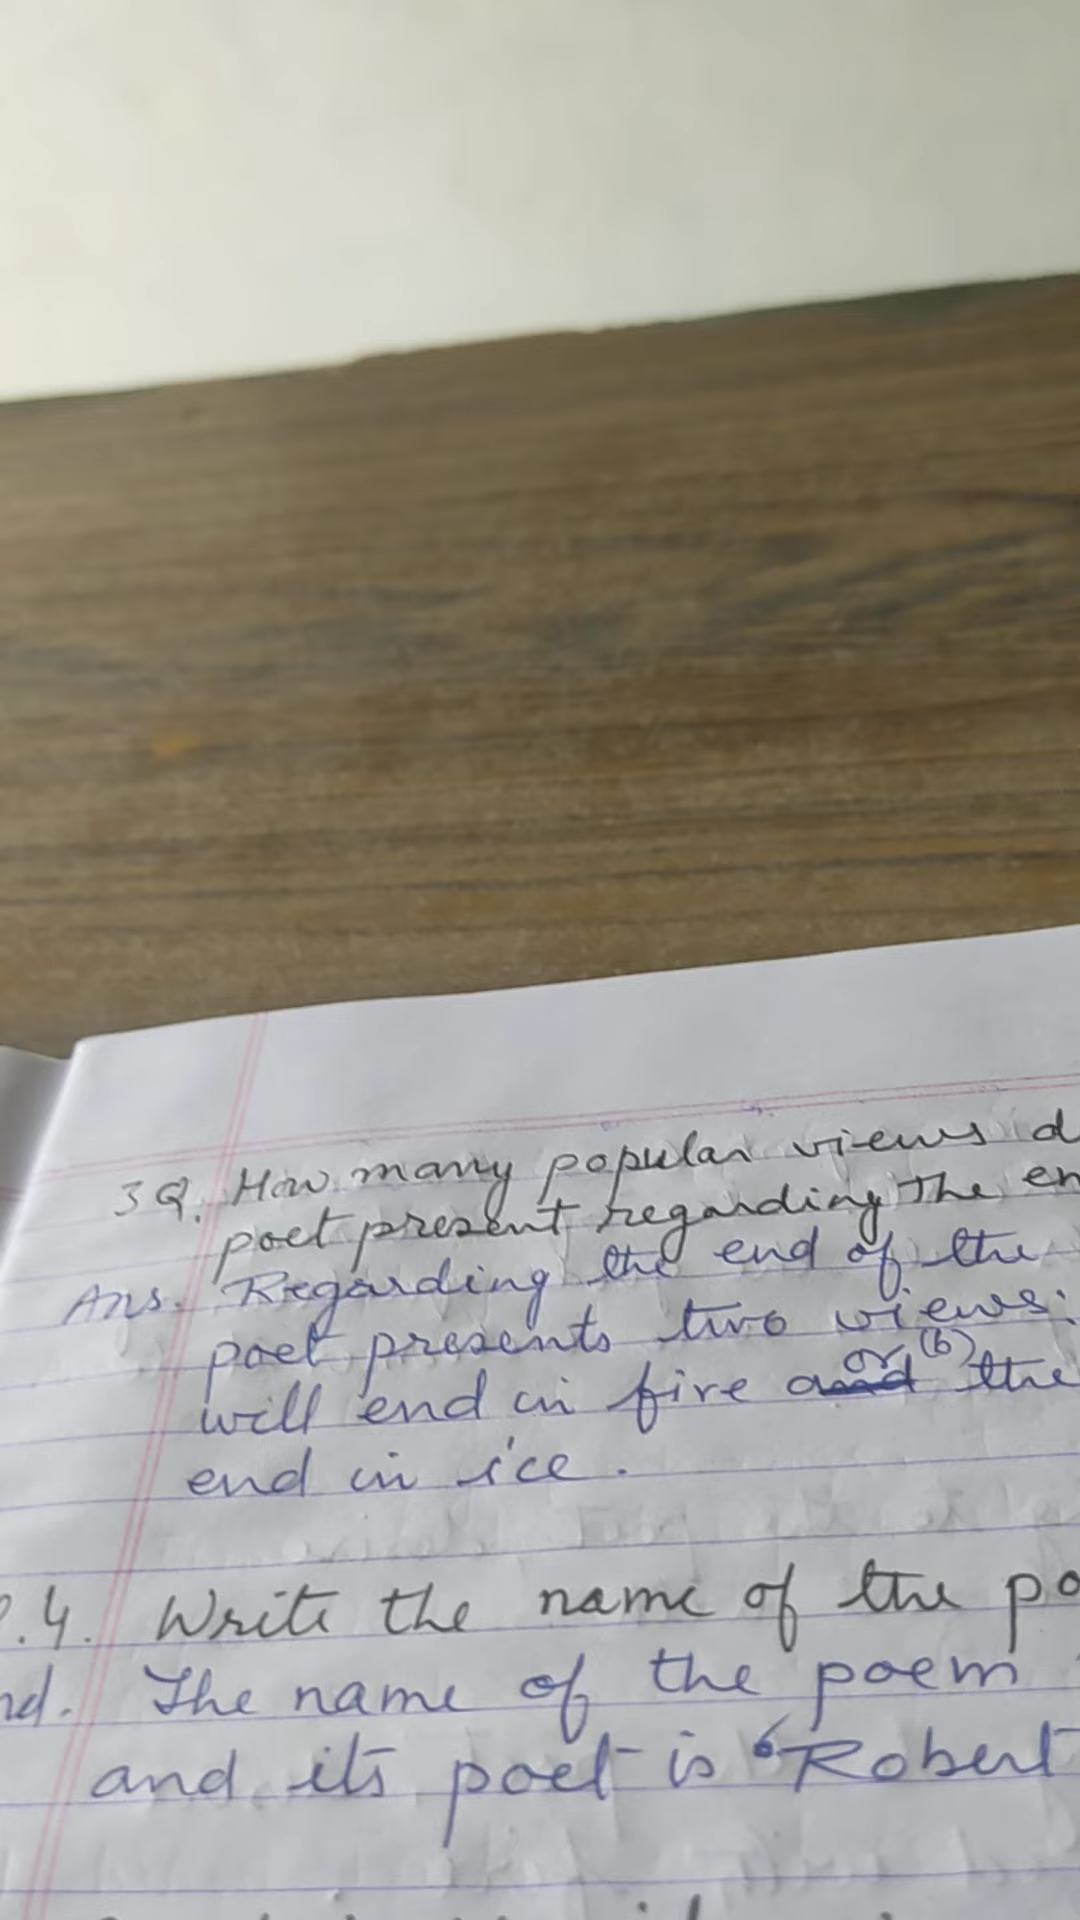 3Q. How many popular views d
poet present regarding The en
Ans. Regarding the end of the
poet presents two views:
will end in fire or (b) the
end in ice.
.4. Write the name of the po
nd. The name of the poem
and its poet is 'Robert